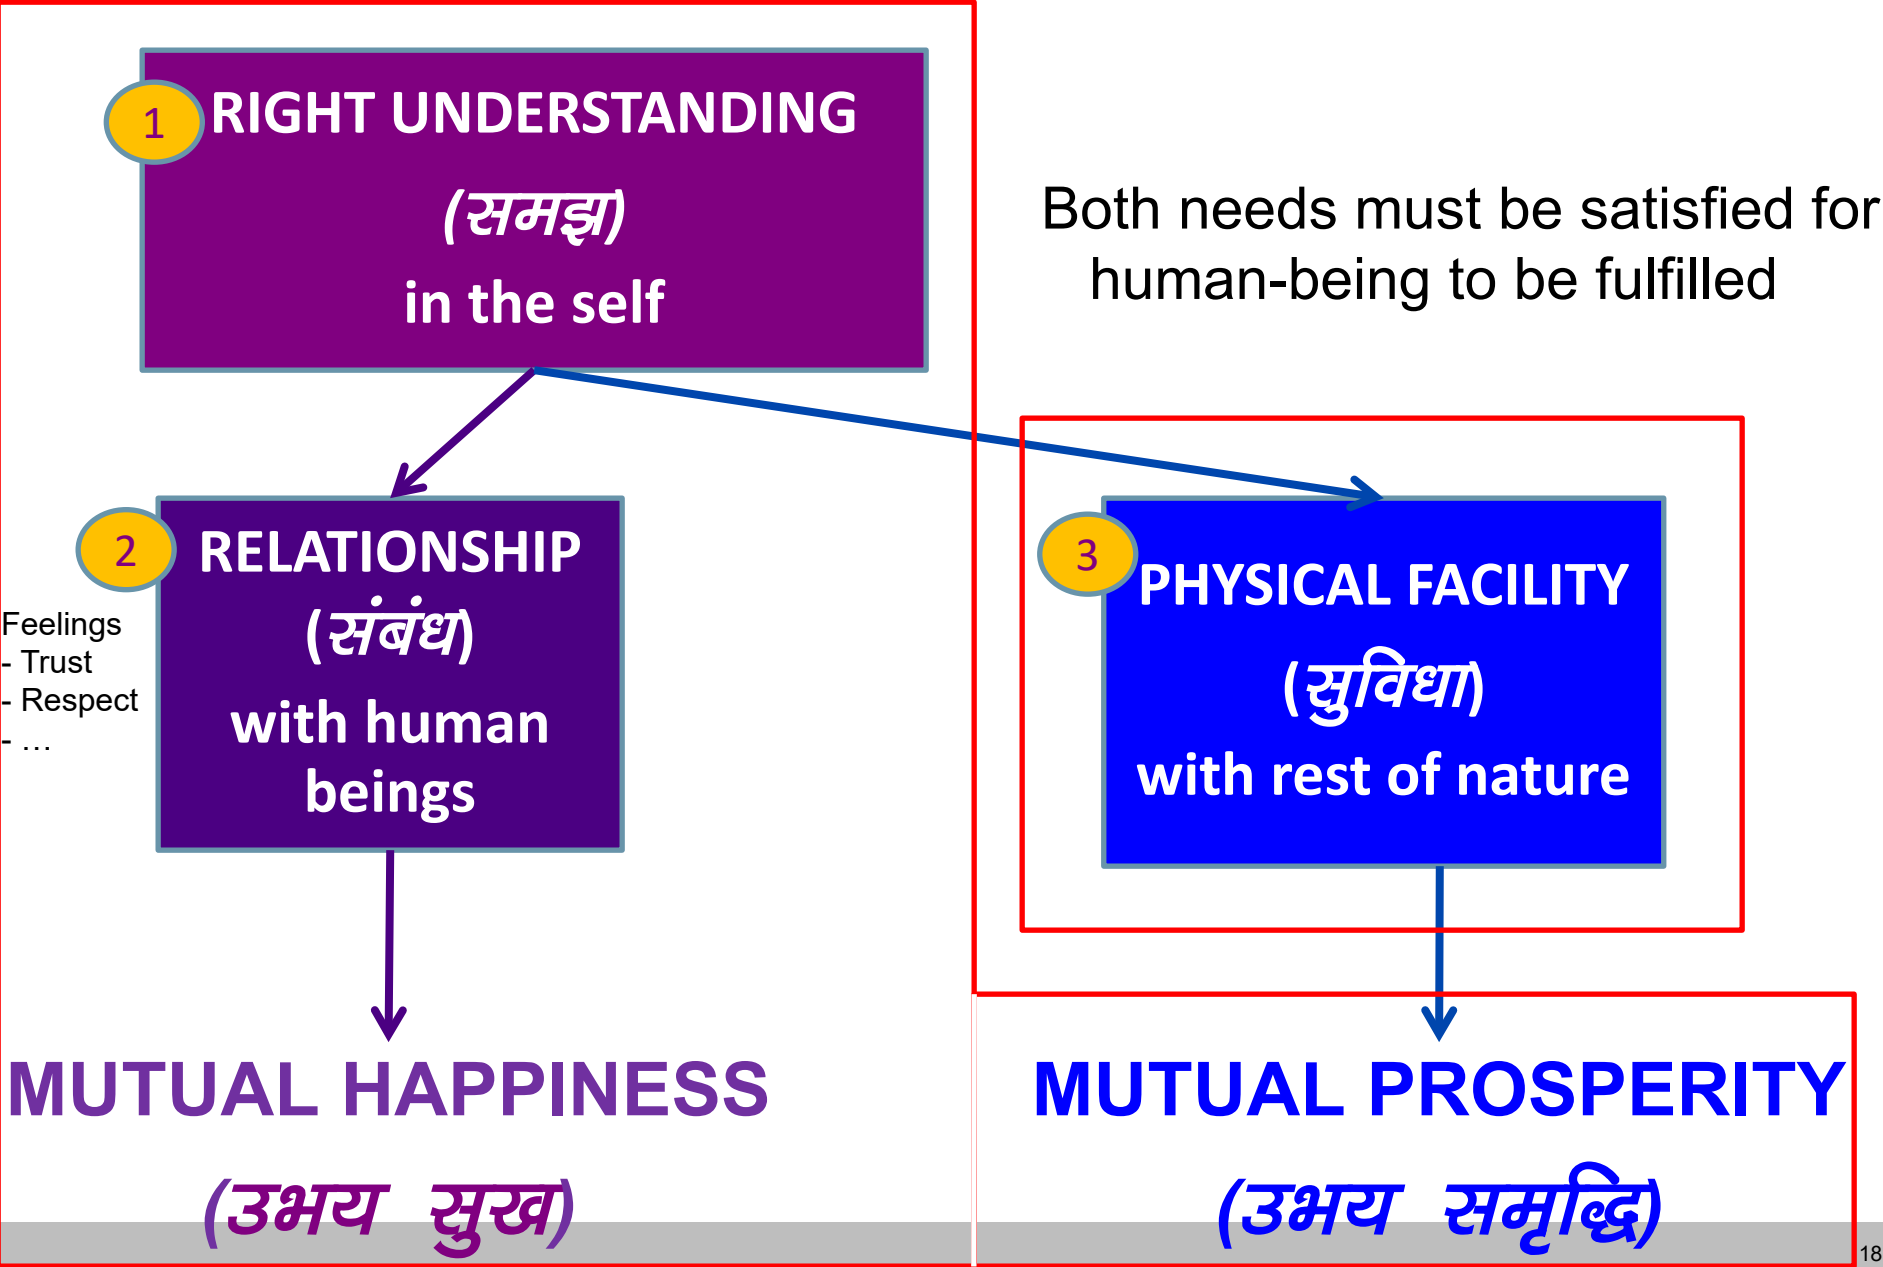 1
RIGHT UNDERSTANDING
(समझ)
in the self
Both needs must be satisfied for
human-being to be fulfilled
2
RELATIONSHIP
(संबंध)
with human
beings
Feelings
- Trust
- Respect
- …
3
PHYSICAL FACILITY
(सुविधा)
with rest of nature
MUTUAL HAPPINESS
(उभय सुख)
MUTUAL PROSPERITY
(उभय समृद्धि)
18